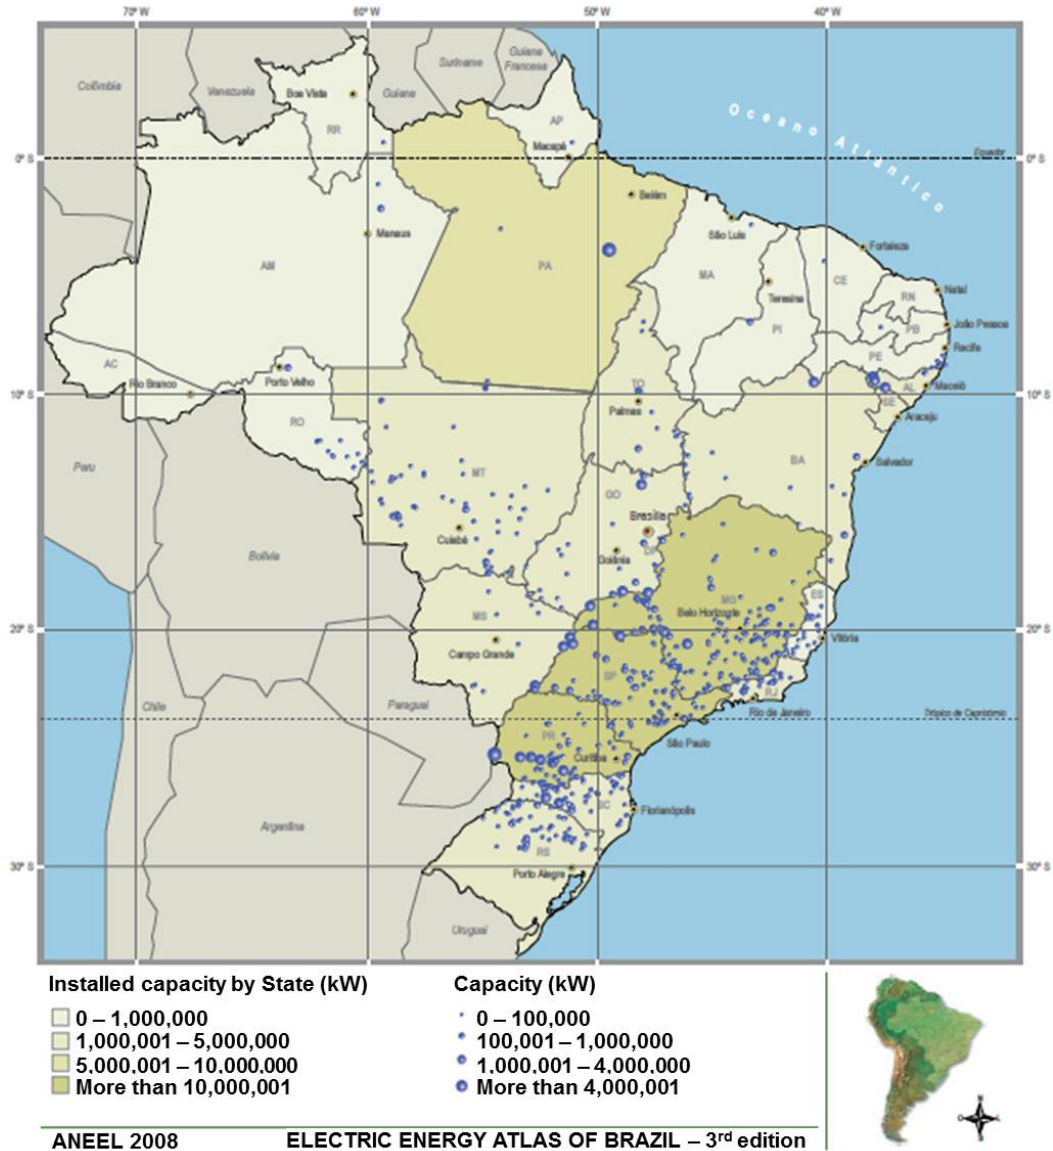 70° W 60° W 50° W 40° W
Colômbia
Venezuela
Guiana
Suriname
Guiana
Francesa
Boa Vista
RR
AP
Macapá
Oceano Atlântico
0° S Equador 0° S
Belém
São Luís
Fortaleza
Manaus
AM
PA
MA
CE
Teresina
RN
Natal
PI
PB
João Pessoa
PE
Recife
AC
Rio Branco
Porto Velho
TO
AL
Maceió
10° S 10° S
SE
Aracaju
Palmas
RO
Peru
MT
BA
Salvador
GO
Brasília
DF
Cuiabá
Goiânia
Bolívia
MS
MG
ES
Belo Horizonte
20° S 20° S
Vitória
Campo Grande
SP
RJ
Rio de Janeiro
Chile
Paraguai
Trópico de Capricórnio
PR
São Paulo
Curitiba
SC
Florianópolis
Argentina
RS
30° S 30° S
Porto Alegre
Uruguai
Installed capacity by State (kW)
0 – 1,000,000
1,000,001 – 5,000,000
5.000.001 – 10.000.000
More than 10,000,001
Capacity (kW)
0 – 100,000
100,001 – 1,000,000
1.000.001 – 4.000.000
More than 4,000,001
N
ANEEL 2008 ELECTRIC ENERGY ATLAS OF BRAZIL – 3rd edition